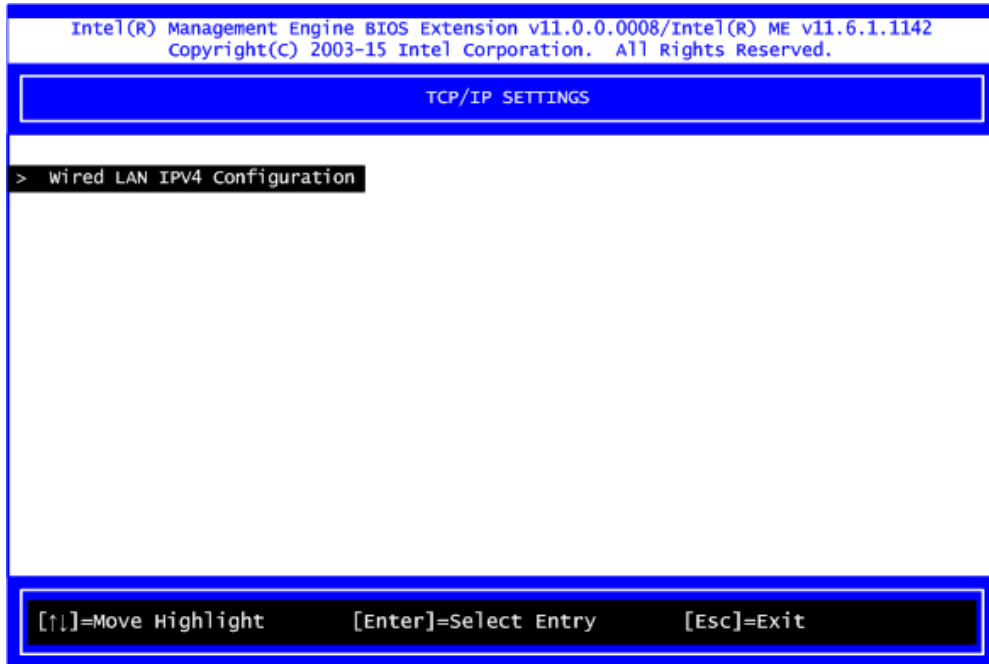 Intel(R) Management Engine BIOS Extension v11.0.0.0008/Intel(R) ME v11.6.1.1142
Copyright(C) 2003-15 Intel Corporation.  All Rights Reserved.
TCP/IP SETTINGS
>  Wired LAN IPV4 Configuration
[↑↓]=Move Highlight        [Enter]=Select Entry        [Esc]=Exit